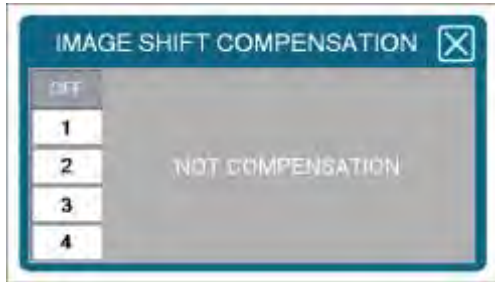 IMAGE SHIFT COMPENSATION
OFF
1
2
NOT COMPENSATION
3
4